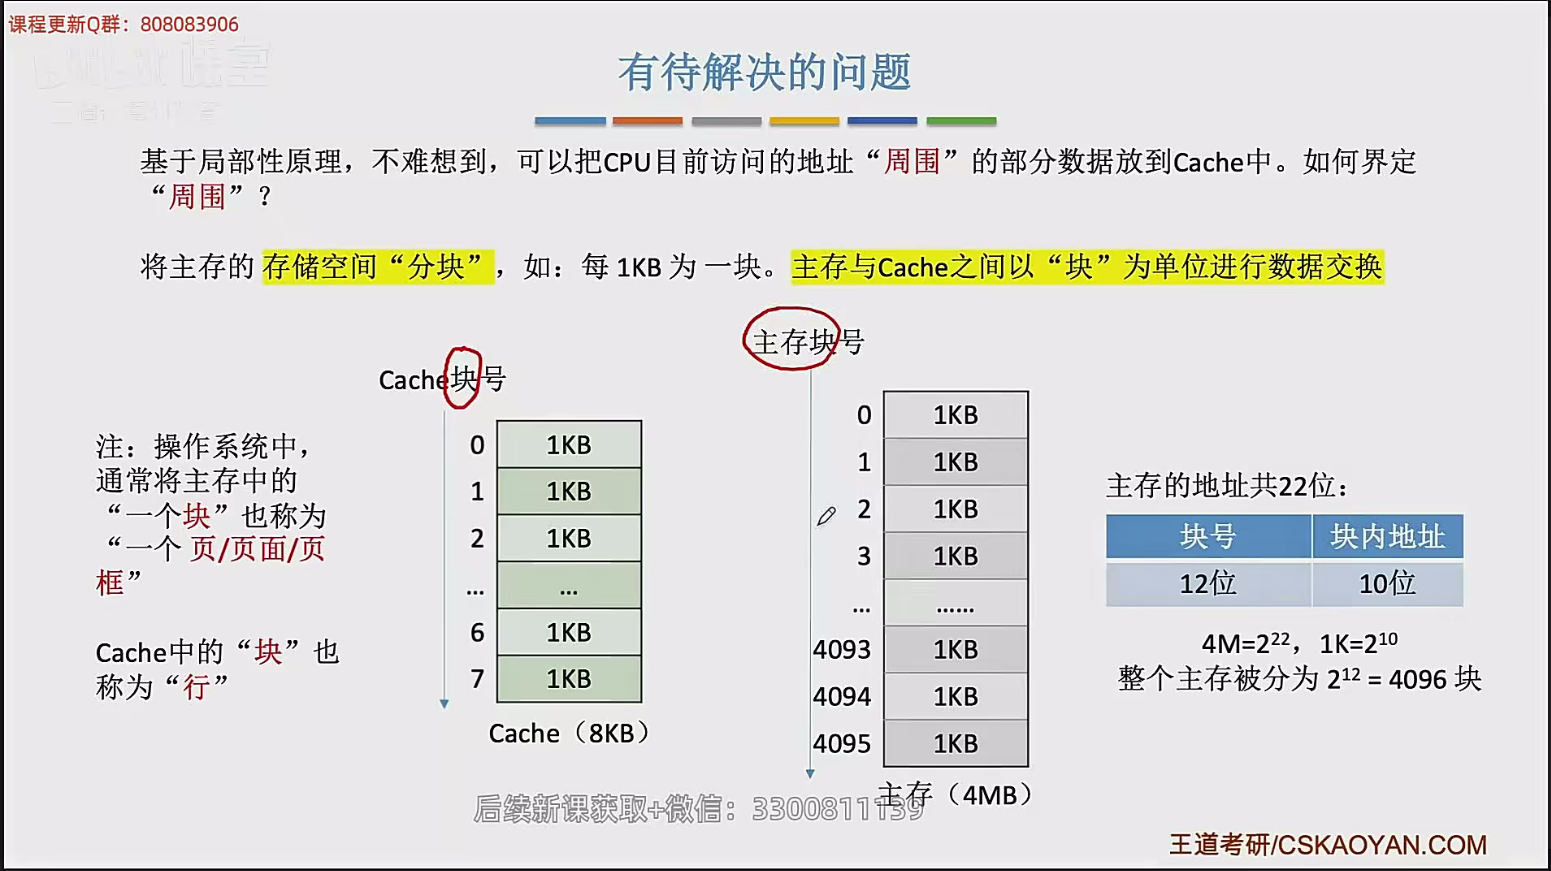 课程更新Q群：808083906
有待解决的问题
基于局部性原理，不难想到，可以把CPU目前访问的地址“周围”的部分数据放到Cache中。如何界定
“周围”？
将主存的 存储空间“分块”，如：每 1KB 为 一块。主存与Cache之间以“块”为单位进行数据交换
注：操作系统中，
通常将主存中的
“一个块”也称为
“一个 页/页面/页
框”
Cache中的“块”也
称为“行”
Cache块号
0 1KB
1 1KB
2 1KB
... ...
6 1KB
7 1KB
Cache（8KB）
主存块号
0 1KB
1 1KB
2 1KB
3 1KB
... ......
4093 1KB
4094 1KB
4095 1KB
主存（4MB）
主存的地址共22位：
块号 块内地址
12位 10位
4M=2²²，1K=2¹⁰
整个主存被分为 2¹² = 4096 块
后续新课获取+微信：3300811139
王道考研/CSKAOYAN.COM